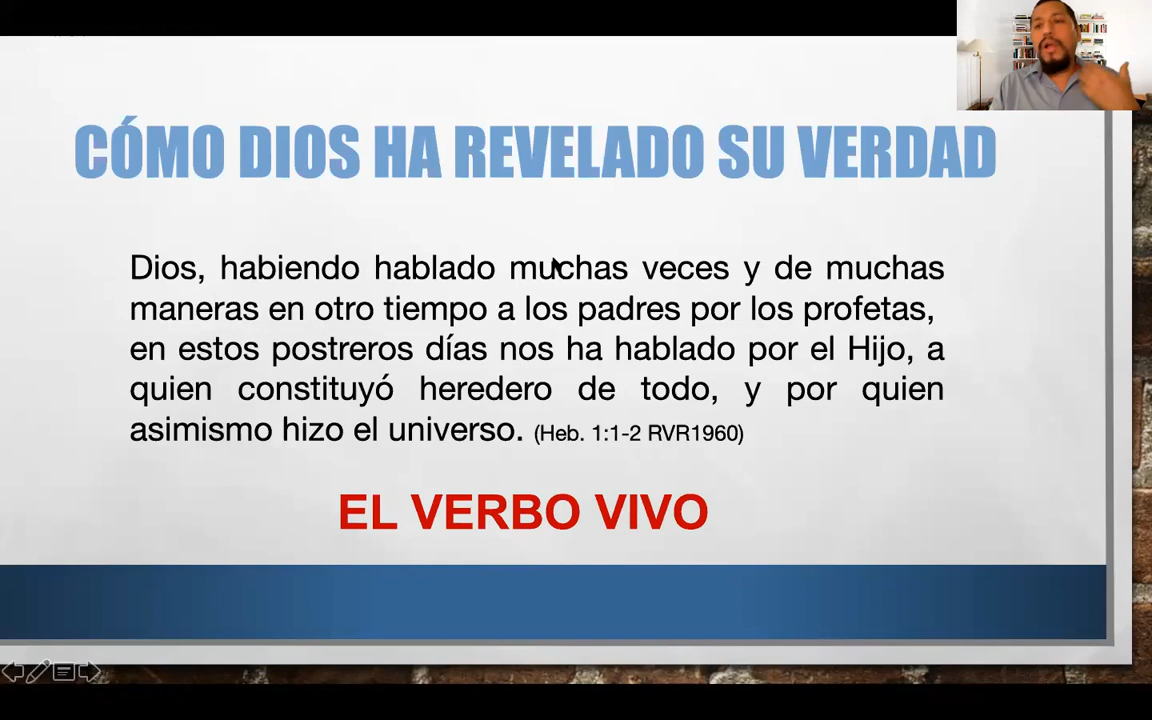 CÓMO DIOS HA REVELADO SU VERDAD
Dios, habiendo hablado muchas veces y de muchas
maneras en otro tiempo a los padres por los profetas,
en estos postreros días nos ha hablado por el Hijo, a
quien constituyó heredero de todo, y por quien
asimismo hizo el universo. (Heb. 1:1-2 RVR1960)
EL VERBO VIVO